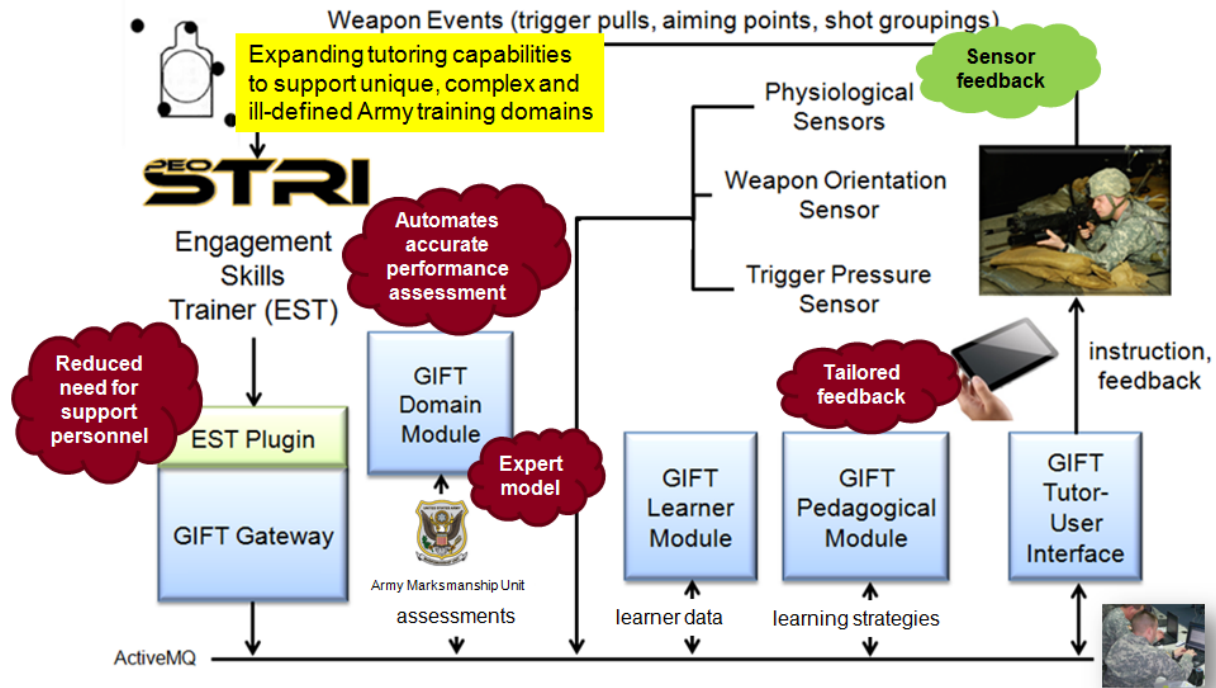 Weapon Events (trigger pulls, aiming points, shot groupings)
Expanding tutoring capabilities
to support unique, complex and
ill-defined Army training domains
Sensor
feedback
Physiological
Sensors
PEO
STRI
Weapon Orientation
Sensor
Automates
accurate
performance
assessment
Engagement
Skills
Trainer (EST)
Trigger Pressure
Sensor
Reduced
need for
support
personnel
GIFT
Domain
Module
Tailored
feedback
instruction,
feedback
EST Plugin
Expert
model
GIFT Gateway
GIFT
Learner
Module
GIFT
Pedagogical
Module
GIFT
Tutor-
User
Interface
UNITED STATES ARMY
Army Marksmanship Unit
assessments
learner data
learning strategies
ActiveMQ